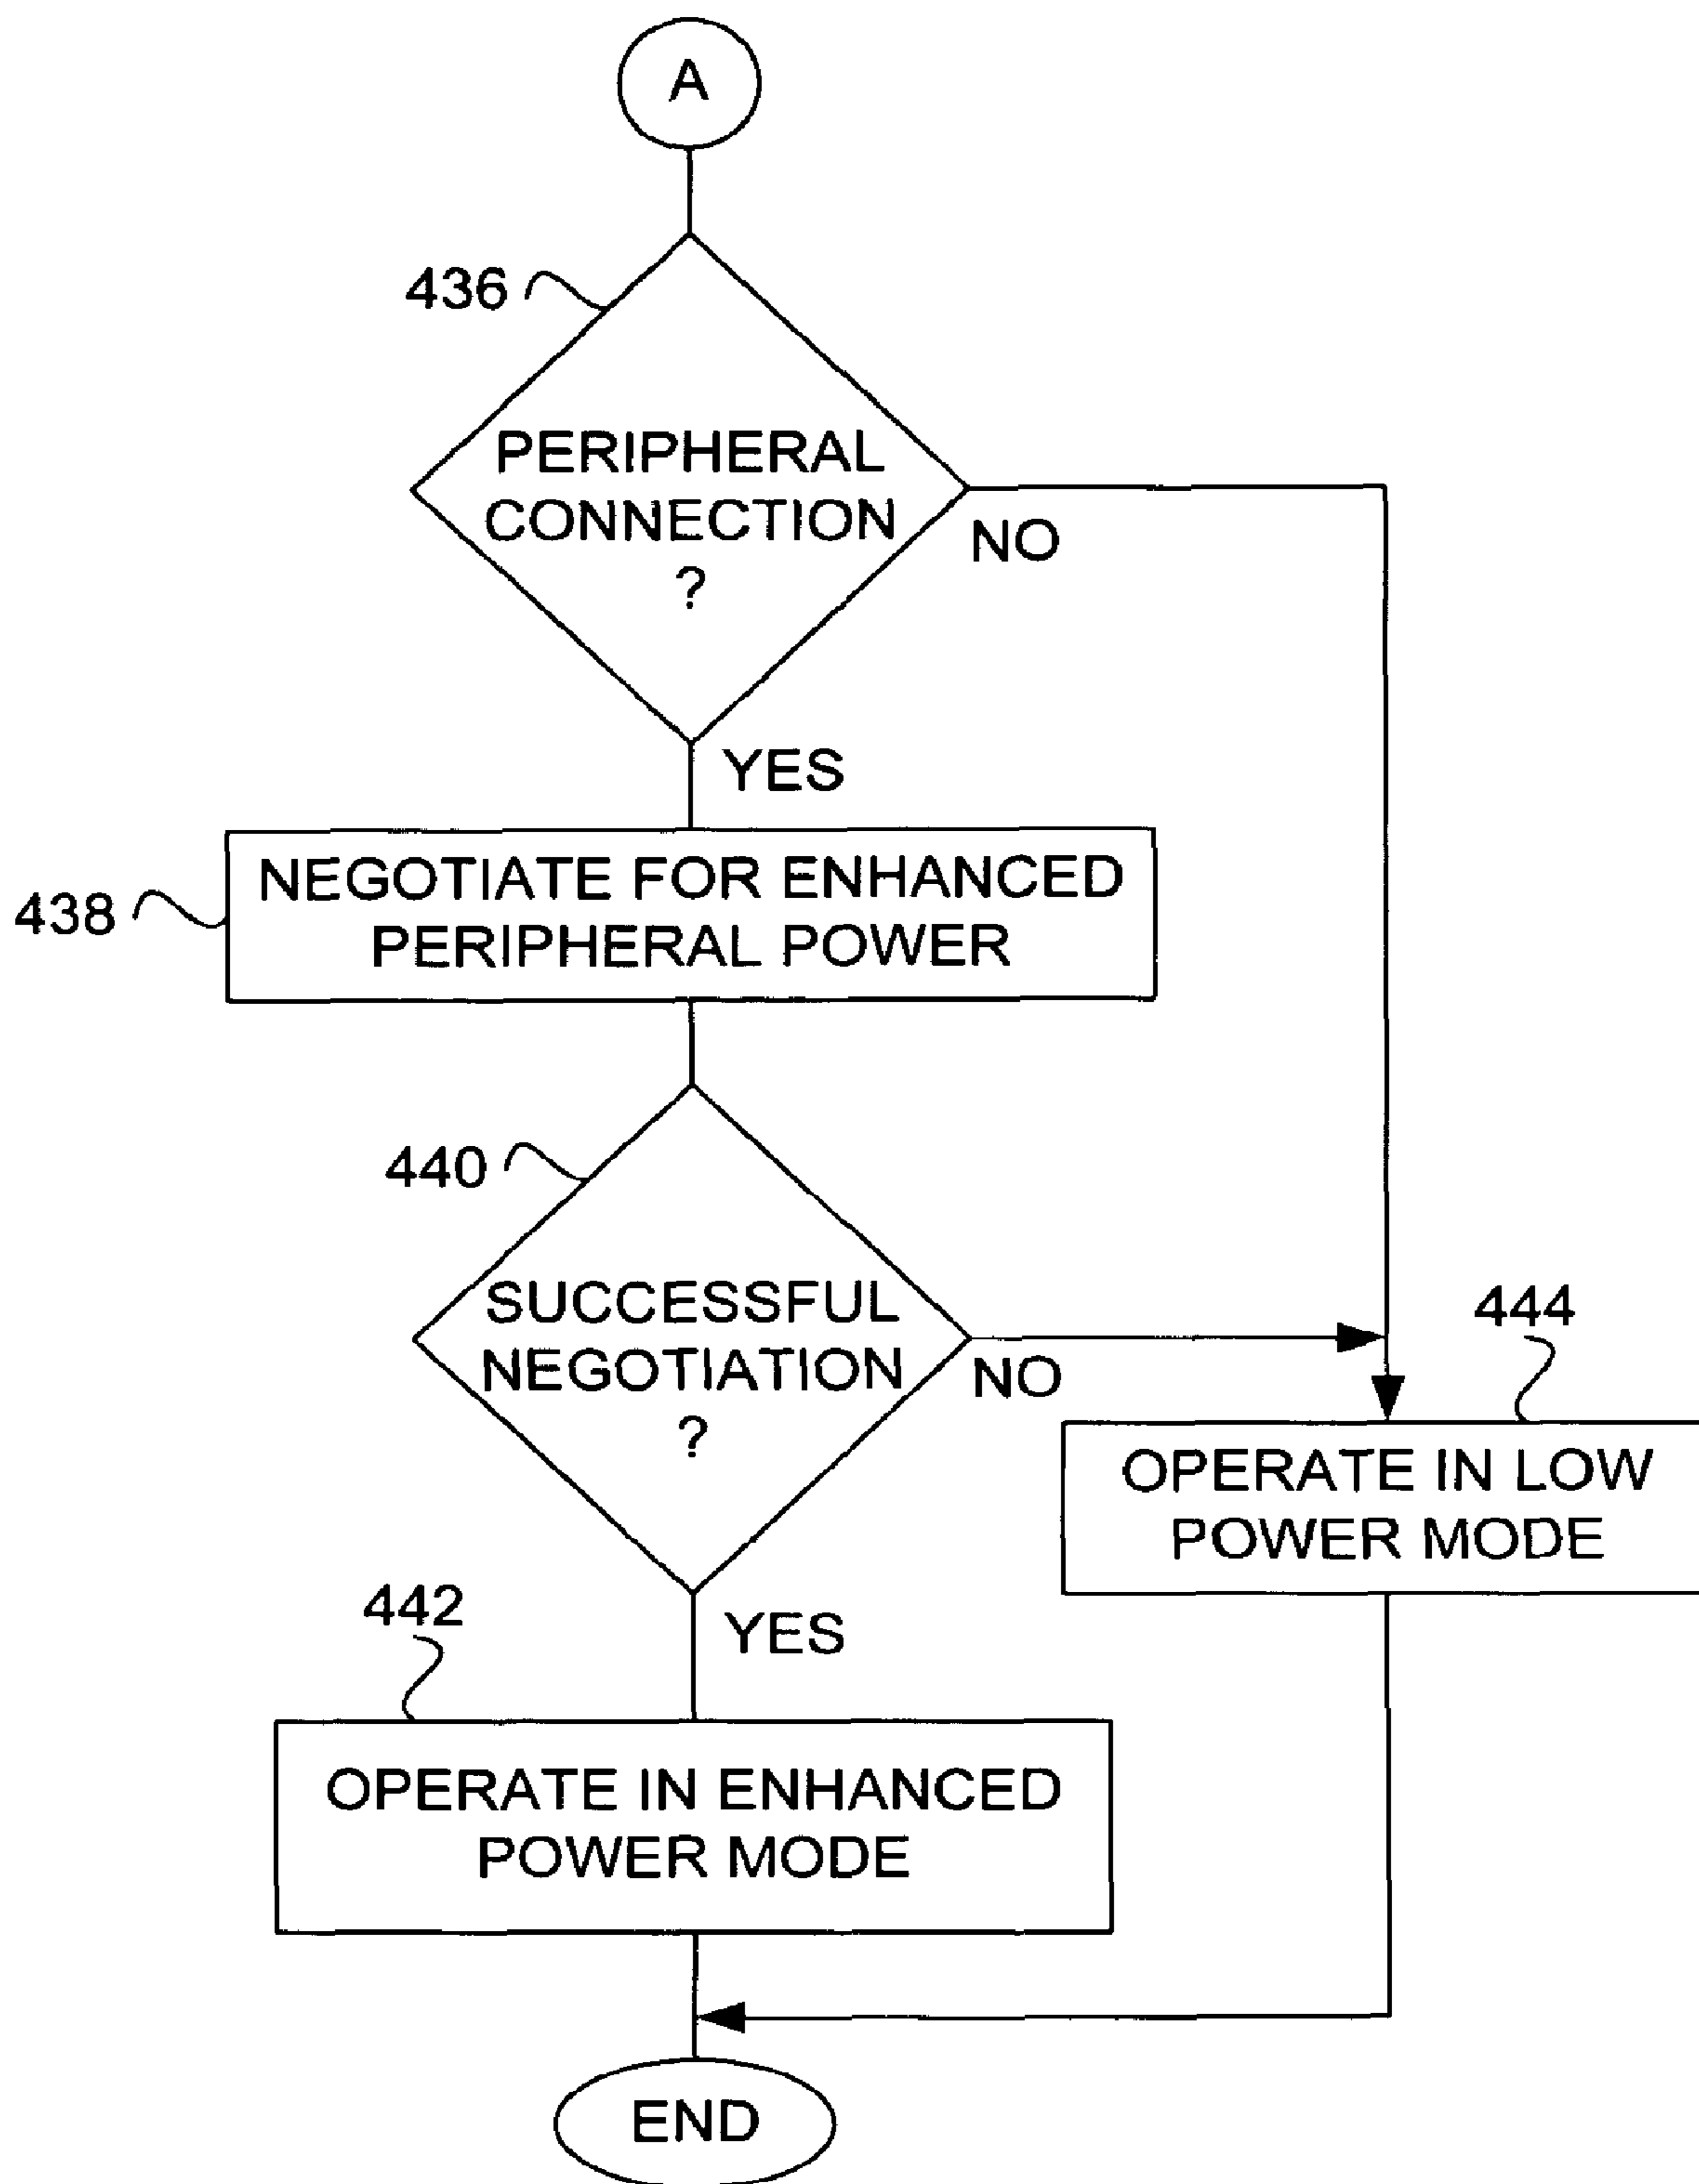 A
436
PERIPHERAL
CONNECTION
?
NO
YES
438
NEGOTIATE FOR ENHANCED
PERIPHERAL POWER
440
SUCCESSFUL
NEGOTIATION
?
NO
444
OPERATE IN LOW
POWER MODE
YES
442
OPERATE IN ENHANCED
POWER MODE
END